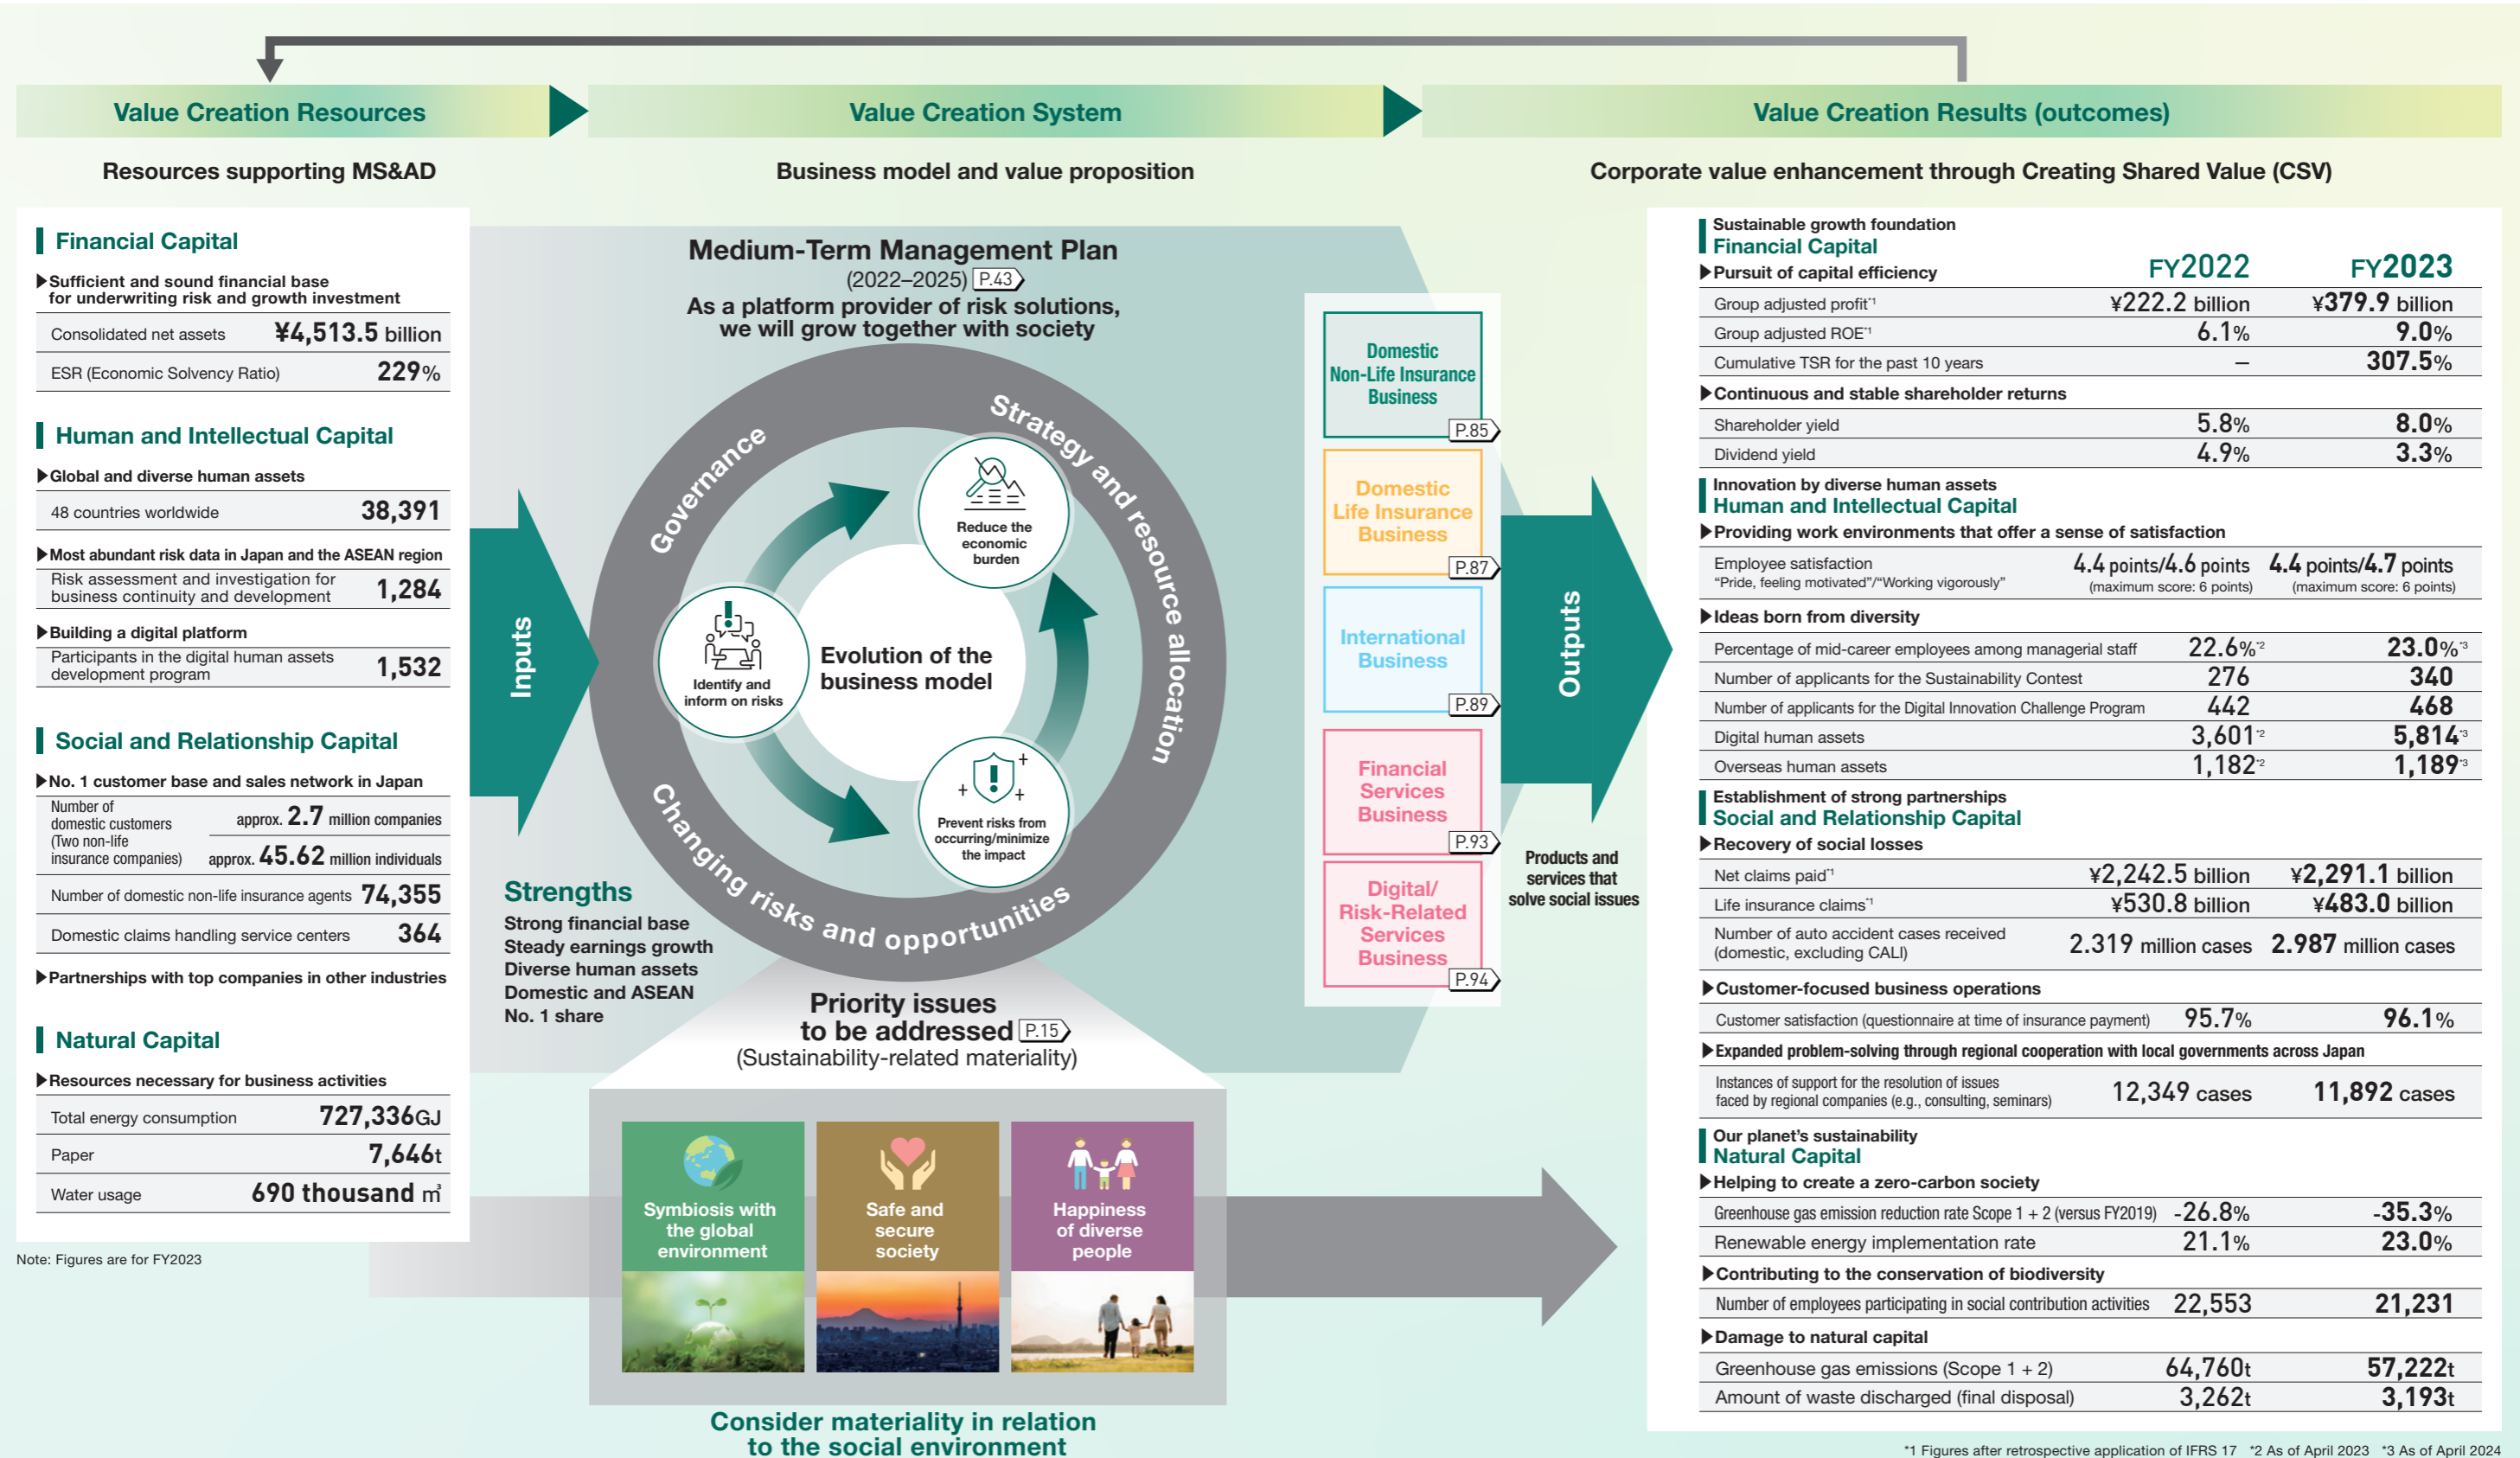 Value Creation Resources
Value Creation System
Value Creation Results (outcomes)
Resources supporting MS&AD
Business model and value proposition
Corporate value enhancement through Creating Shared Value (CSV)
Financial Capital
▶Sufficient and sound financial base
for underwriting risk and growth investment
Consolidated net assets ¥4,513.5 billion
ESR (Economic Solvency Ratio) 229%
Human and Intellectual Capital
▶Global and diverse human assets
48 countries worldwide 38,391
▶Most abundant risk data in Japan and the ASEAN region
Risk assessment and investigation for
business continuity and development 1,284
▶Building a digital platform
Participants in the digital human assets
development program 1,532
Social and Relationship Capital
▶No. 1 customer base and sales network in Japan
Number of
domestic customers
(Two non-life
insurance companies)
approx. 2.7 million companies
approx. 45.62 million individuals
Number of domestic non-life insurance agents 74,355
Domestic claims handling service centers 364
▶Partnerships with top companies in other industries
Natural Capital
▶Resources necessary for business activities
Total energy consumption 727,336GJ
Paper 7,646t
Water usage 690 thousand m³
Note: Figures are for FY2023
Inputs
Medium-Term Management Plan
(2022–2025) P.43
As a platform provider of risk solutions,
we will grow together with society
Governance
Strategy and resource allocation
Changing risks and opportunities
Reduce the
economic
burden
Identify and
inform on risks
Evolution of the
business model
Prevent risks from
occurring/minimize
the impact
Strengths
Strong financial base
Steady earnings growth
Diverse human assets
Domestic and ASEAN
No. 1 share
Priority issues
to be addressed P.15
(Sustainability-related materiality)
Symbiosis with
the global
environment
Safe and
secure
society
Happiness
of diverse
people
Consider materiality in relation
to the social environment
Domestic
Non-Life Insurance
Business
P.85
Domestic
Life Insurance
Business
P.87
International
Business
P.89
Financial
Services
Business
P.93
Digital/
Risk-Related
Services
Business
P.94
Outputs
Products and
services that
solve social issues
Sustainable growth foundation
Financial Capital
▶Pursuit of capital efficiency FY2022 FY2023
Group adjusted profit*1 ¥222.2 billion ¥379.9 billion
Group adjusted ROE*1 6.1% 9.0%
Cumulative TSR for the past 10 years — 307.5%
▶Continuous and stable shareholder returns
Shareholder yield 5.8% 8.0%
Dividend yield 4.9% 3.3%
Innovation by diverse human assets
Human and Intellectual Capital
▶Providing work environments that offer a sense of satisfaction
Employee satisfaction 4.4 points/4.6 points 4.4 points/4.7 points
“Pride, feeling motivated”/“Working vigorously” (maximum score: 6 points) (maximum score: 6 points)
▶Ideas born from diversity
Percentage of mid-career employees among managerial staff 22.6%*2 23.0%*3
Number of applicants for the Sustainability Contest 276 340
Number of applicants for the Digital Innovation Challenge Program 442 468
Digital human assets 3,601*2 5,814*3
Overseas human assets 1,182*2 1,189*3
Establishment of strong partnerships
Social and Relationship Capital
▶Recovery of social losses
Net claims paid*1 ¥2,242.5 billion ¥2,291.1 billion
Life insurance claims*1 ¥530.8 billion ¥483.0 billion
Number of auto accident cases received
(domestic, excluding CALI) 2.319 million cases 2.987 million cases
▶Customer-focused business operations
Customer satisfaction (questionnaire at time of insurance payment) 95.7% 96.1%
▶Expanded problem-solving through regional cooperation with local governments across Japan
Instances of support for the resolution of issues
faced by regional companies (e.g., consulting, seminars) 12,349 cases 11,892 cases
Our planet’s sustainability
Natural Capital
▶Helping to create a zero-carbon society
Greenhouse gas emission reduction rate Scope 1 + 2 (versus FY2019) -26.8% -35.3%
Renewable energy implementation rate 21.1% 23.0%
▶Contributing to the conservation of biodiversity
Number of employees participating in social contribution activities 22,553 21,231
▶Damage to natural capital
Greenhouse gas emissions (Scope 1 + 2) 64,760t 57,222t
Amount of waste discharged (final disposal) 3,262t 3,193t
*1 Figures after retrospective application of IFRS 17 *2 As of April 2023 *3 As of April 2024